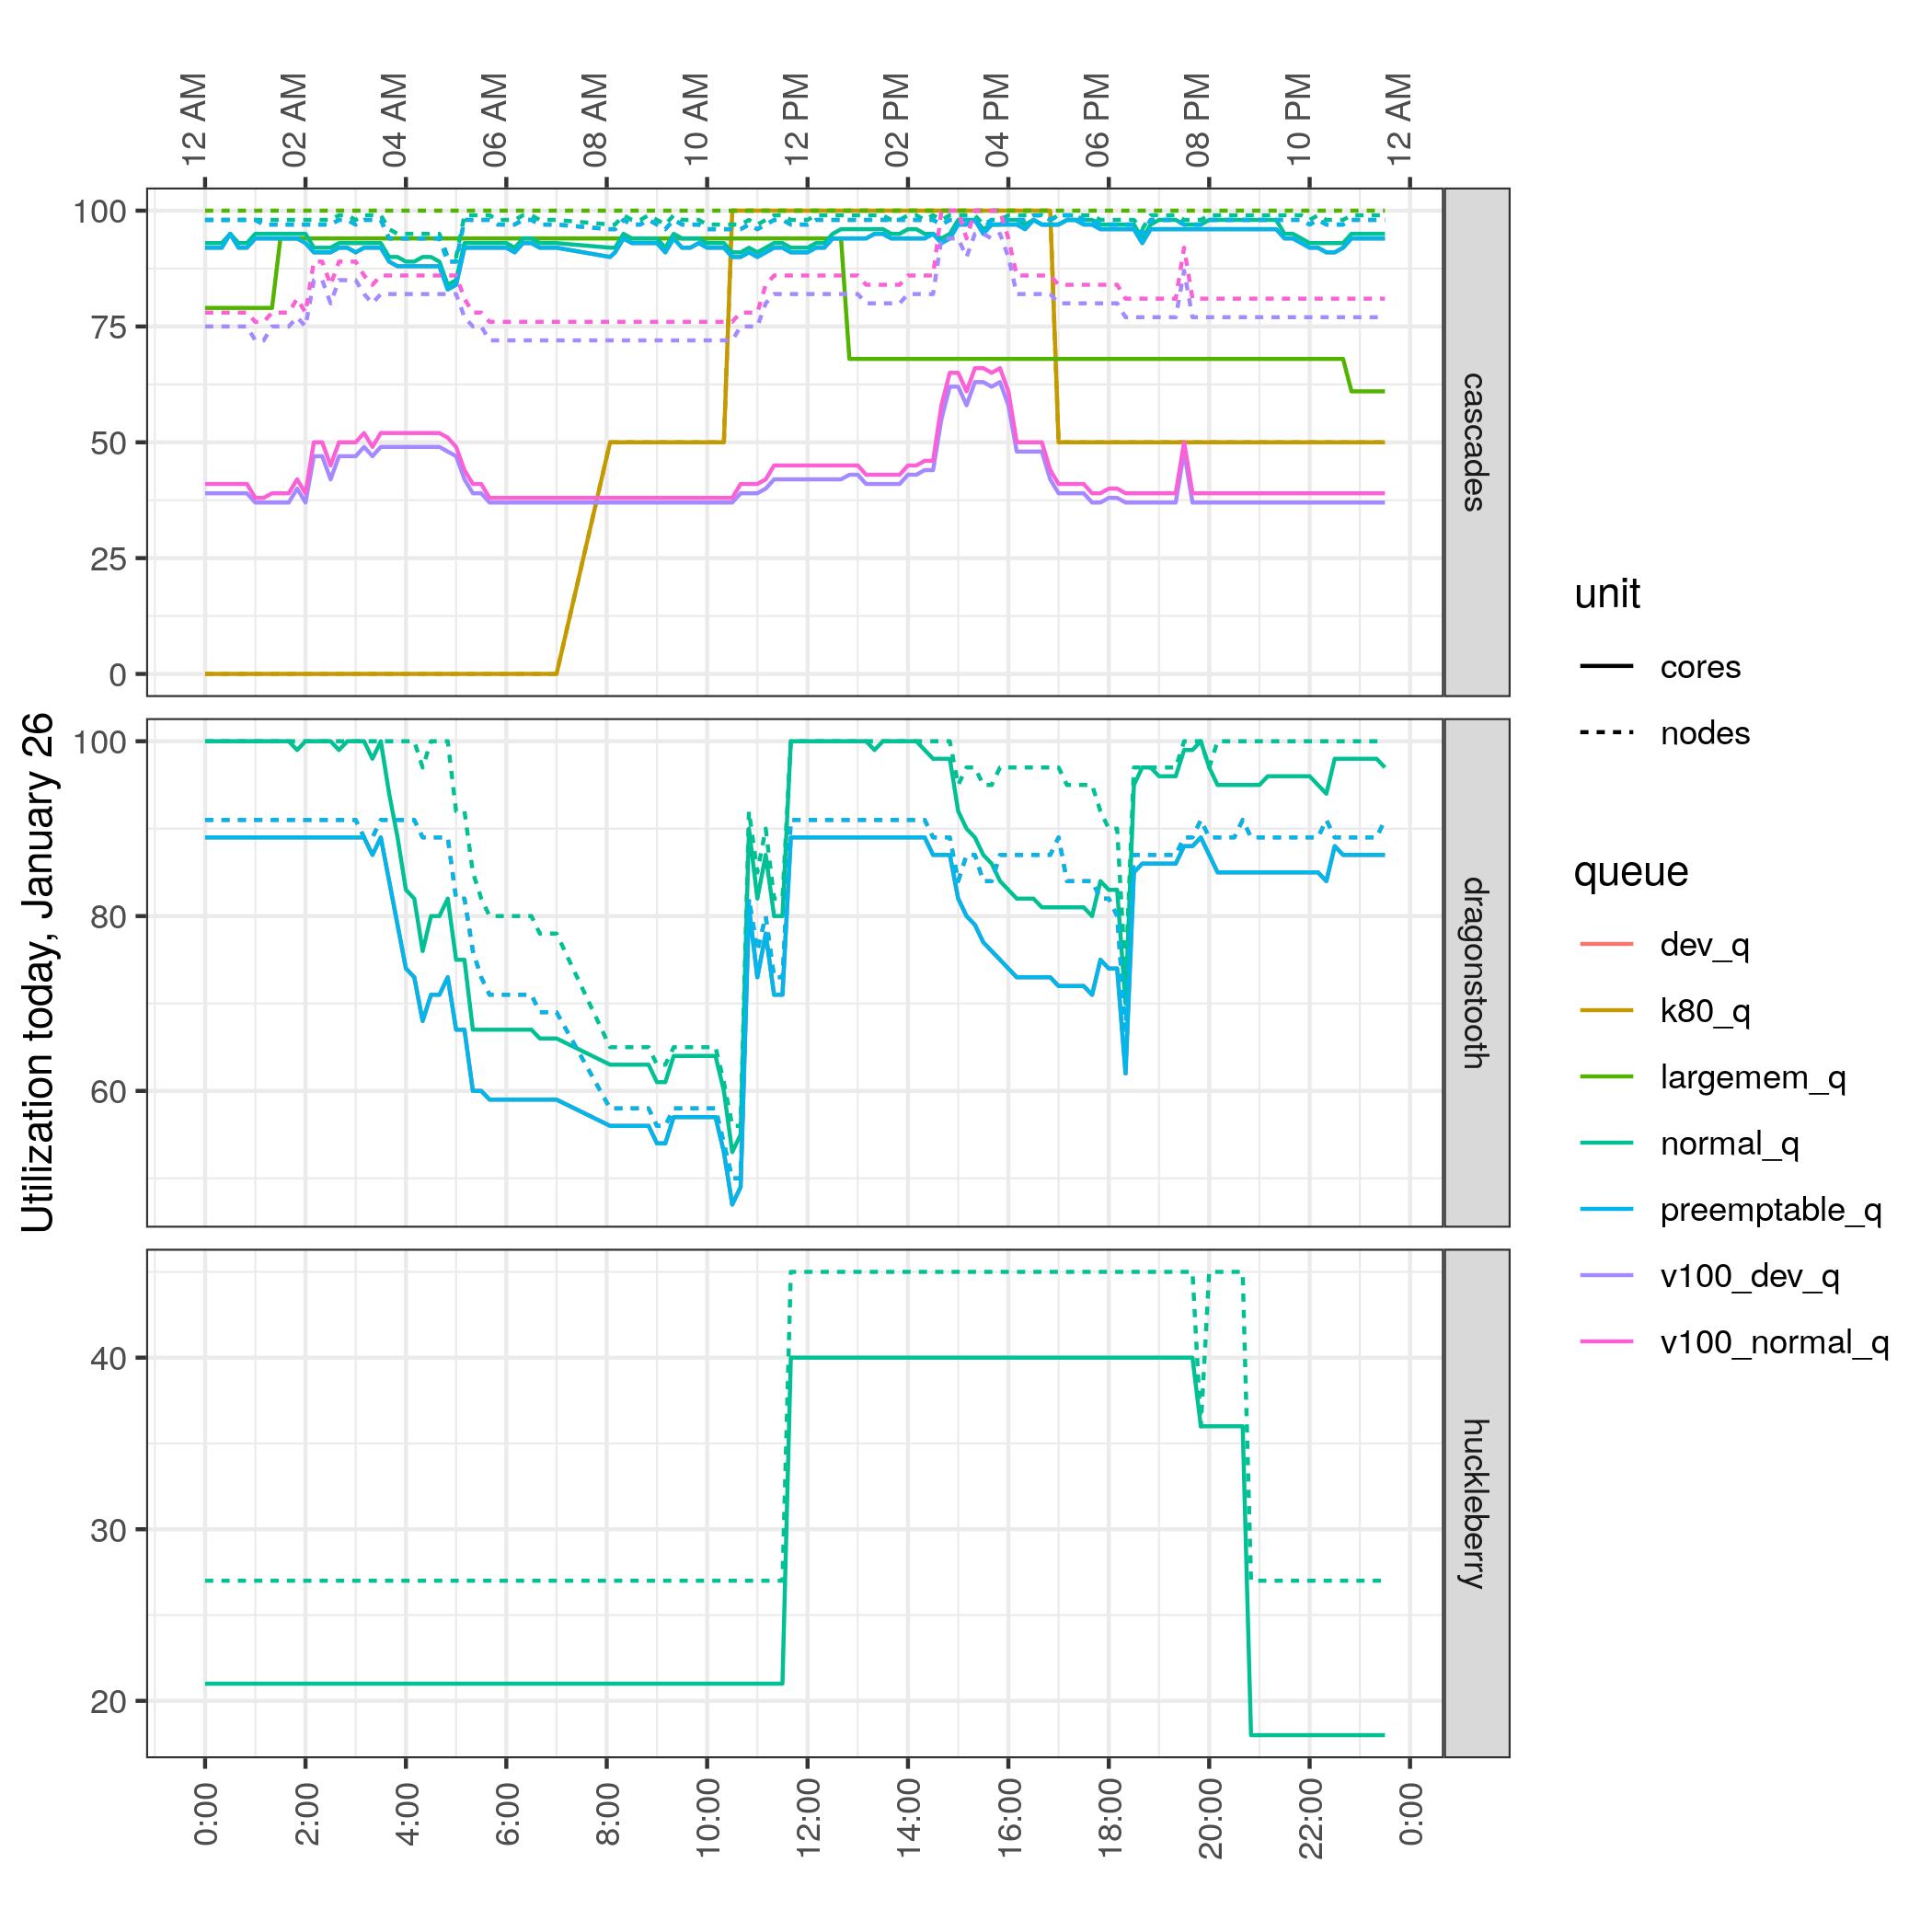 12 AM
02 AM
04 AM
06 AM
08 AM
10 AM
12 PM
02 PM
04 PM
06 PM
08 PM
10 PM
12 AM
Utilization today, January 26
100
75
50
25
0
cascades
100
80
60
dragonstooth
40
30
20
huckleberry
0:00
2:00
4:00
6:00
8:00
10:00
12:00
14:00
16:00
18:00
20:00
22:00
0:00
unit
cores
nodes
queue
dev_q
k80_q
largemem_q
normal_q
preemptable_q
v100_dev_q
v100_normal_q